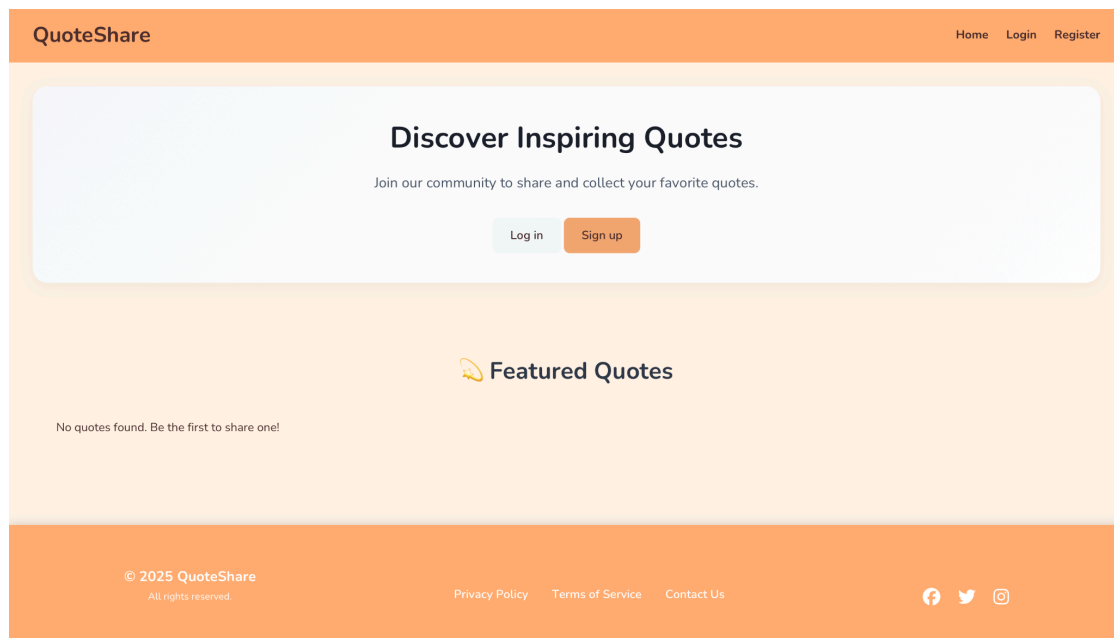 QuoteShare
Home Login Register
Discover Inspiring Quotes
Join our community to share and collect your favorite quotes.
Log in Sign up
💫 Featured Quotes
No quotes found. Be the first to share one!
© 2025 QuoteShare
All rights reserved.
Privacy Policy Terms of Service Contact Us